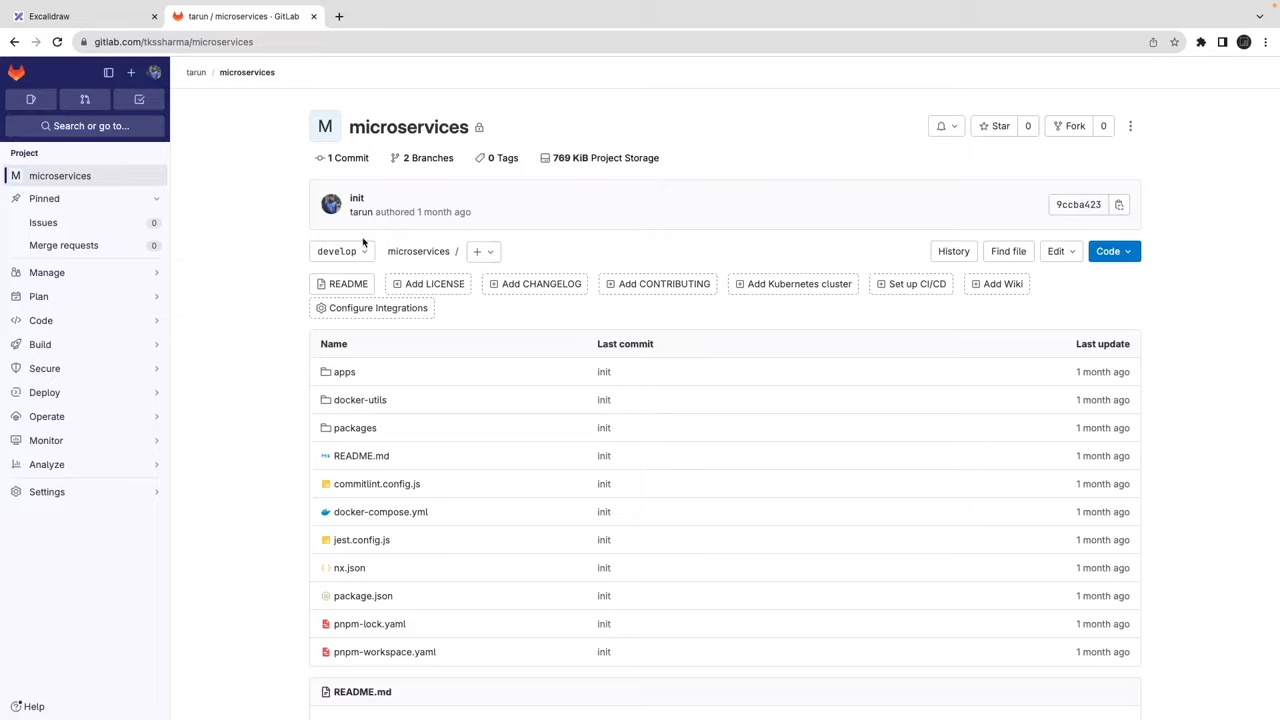 Excalidraw
tarun / microservices · GitLab
gitlab.com/tkssharma/microservices
Search or go to...
Project
M microservices
Pinned
Issues 0
Merge requests 0
Manage
Plan
Code
Build
Secure
Deploy
Operate
Monitor
Analyze
Settings
Help
tarun / microservices
M microservices
Star 0
Fork 0
1 Commit 2 Branches 0 Tags 769 KiB Project Storage
init
tarun authored 1 month ago
9ccba423
develop microservices / +
History Find file Edit Code
README Add LICENSE Add CHANGELOG Add CONTRIBUTING Add Kubernetes cluster Set up CI/CD Add Wiki
Configure Integrations
Name Last commit Last update
apps init 1 month ago
docker-utils init 1 month ago
packages init 1 month ago
README.md init 1 month ago
commitlint.config.js init 1 month ago
docker-compose.yml init 1 month ago
jest.config.js init 1 month ago
nx.json init 1 month ago
package.json init 1 month ago
pnpm-lock.yaml init 1 month ago
pnpm-workspace.yaml init 1 month ago
README.md